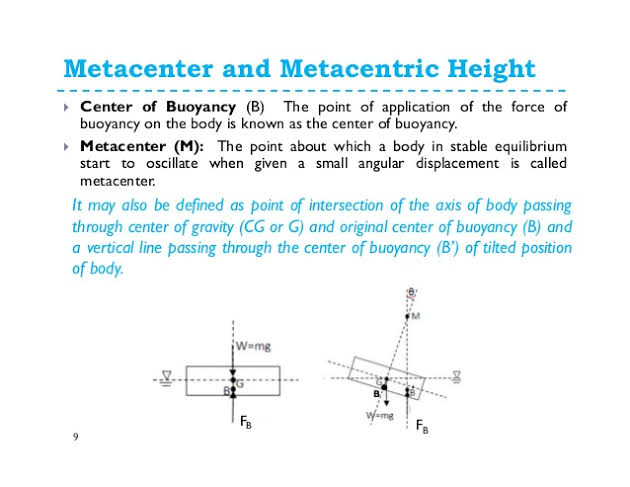 Metacenter and Metacentric Height
Center of Buoyancy (B) The point of application of the force of
buoyancy on the body is known as the center of buoyancy.
Metacenter (M): The point about which a body in stable equilibrium
start to oscillate when given a small angular displacement is called
metacenter.
It may also be defined as point of intersection of the axis of body passing
through center of gravity (CG or G) and original center of buoyancy (B) and
a vertical line passing through the center of buoyancy (B’) of tilted position
of body.
θ
M
W=mg
G
B
G
B
B'
W=mg
FB
FB
9